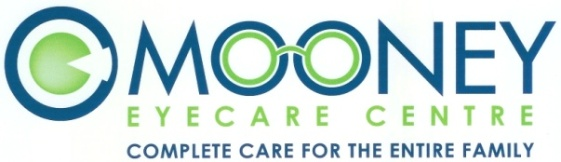 MOONEY
EYECARE CENTRE
COMPLETE CARE FOR THE ENTIRE FAMILY